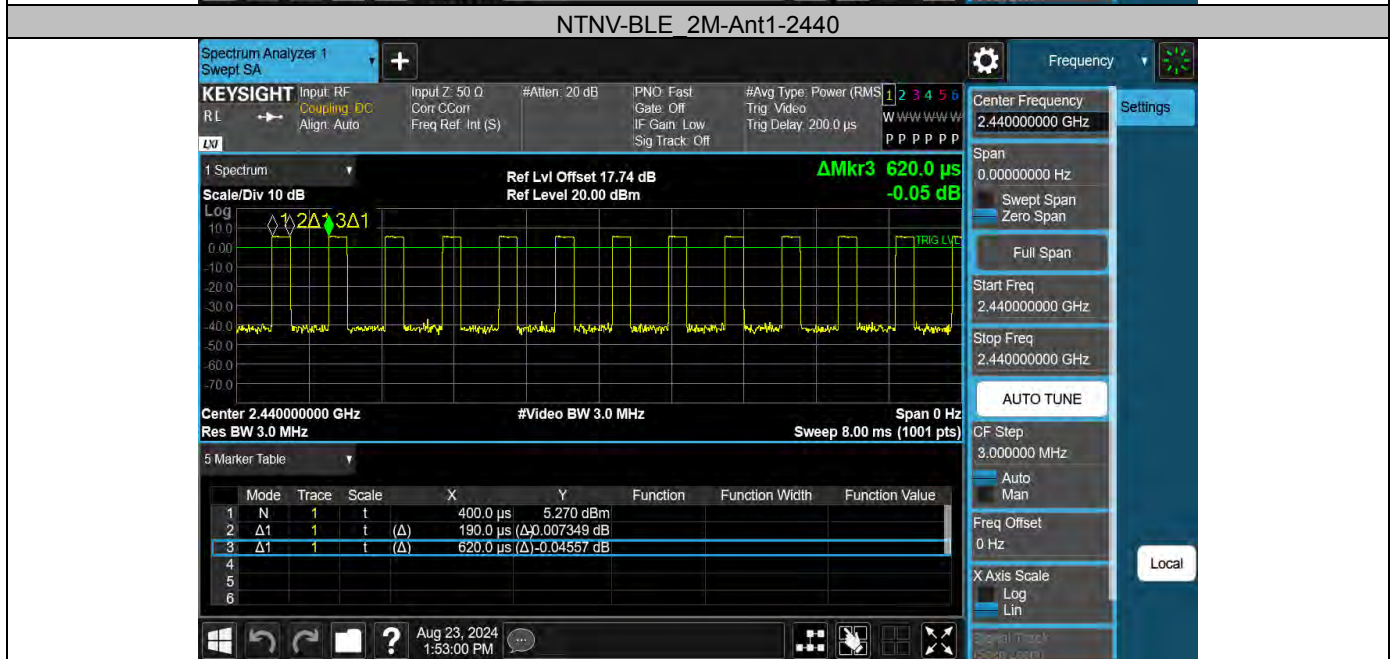 NTNV-BLE_2M-Ant1-2440
Spectrum Analyzer 1
Swept SA
+
Frequency
KEYSIGHT
RL
LXI
Input: RF
Coupling: DC
Align: Auto
Input Z: 50 Ω
Corr CCorr
Freq Ref: Int (S)
#Atten: 20 dB
PNO: Fast
Gate: Off
IF Gain: Low
Sig Track: Off
#Avg Type: Power (RMS
Trig: Video
Trig Delay: 200.0 µs
1 2 3 4 5 6
W W W W W W
P P P P P P
Center Frequency
2.440000000 GHz
Settings
1 Spectrum
Scale/Div 10 dB
Ref Lvl Offset 17.74 dB
Ref Level 20.00 dBm
ΔMkr3 620.0 µs
-0.05 dB
Span
0.00000000 Hz
Swept Span
Zero Span
Full Span
Log
1 2Δ1 3Δ1
10.0
0.00
TRIG LVL
-10.0
-20.0
-30.0
-40.0
-50.0
-60.0
-70.0
Start Freq
2.440000000 GHz
Stop Freq
2.440000000 GHz
AUTO TUNE
Center 2.440000000 GHz
#Video BW 3.0 MHz
Span 0 Hz
Res BW 3.0 MHz
Sweep 8.00 ms (1001 pts)
CF Step
3.000000 MHz
Auto
Man
5 Marker Table
Mode Trace Scale X Y Function Function Width Function Value
1 N 1 t 400.0 µs 5.270 dBm
2 Δ1 1 t (Δ) 190.0 µs (Δ)-0.007349 dB
3 Δ1 1 t (Δ) 620.0 µs (Δ)-0.04557 dB
4
5
6
Freq Offset
0 Hz
Local
X Axis Scale
Log
Lin
Signal Track
(Span Zoom)
?
Aug 23, 2024
1:53:00 PM